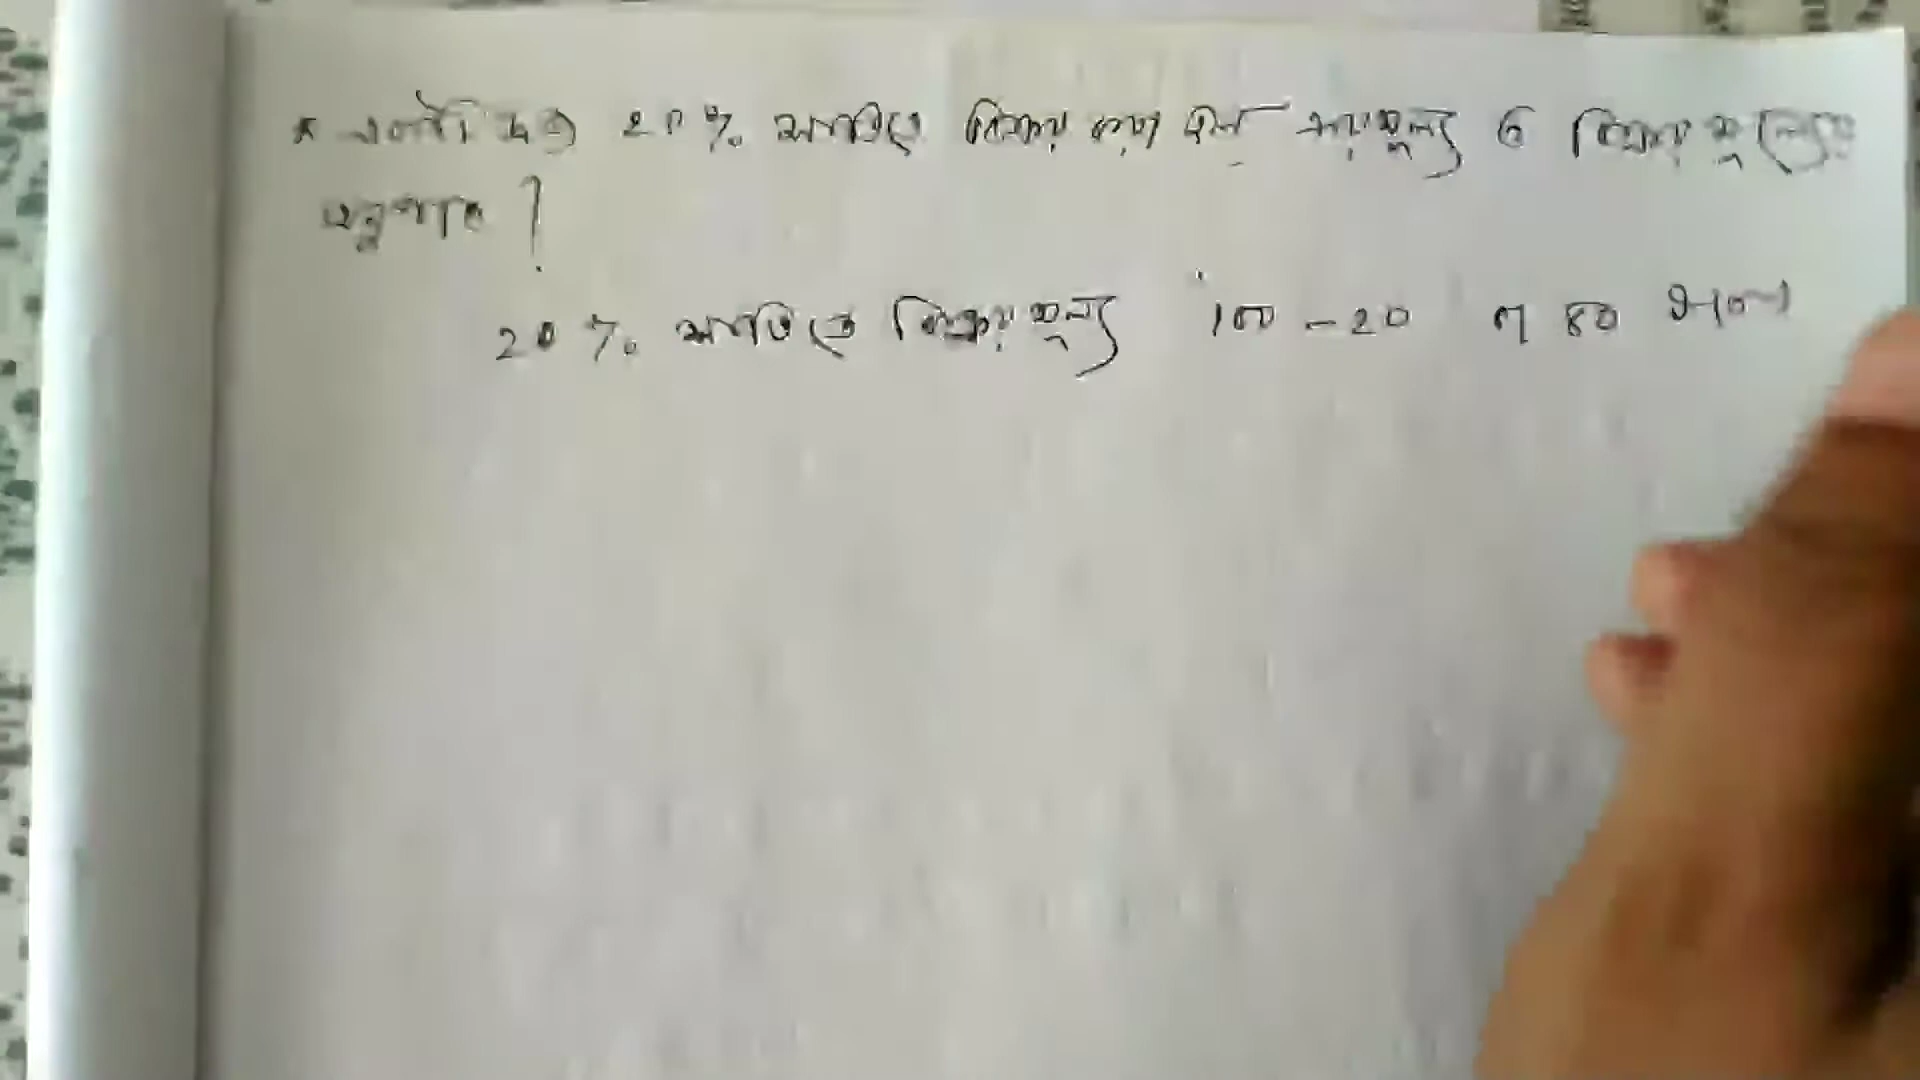 * একটি দ্রব্য ২০% ক্ষতিতে বিক্রয় করা হল ক্রয়মূল্য ও বিক্রয় মূল্যের
অনুপাত ?
20 % ক্ষতিতে বিক্রয়মূল্য 100 - 20 = 80 টাকা